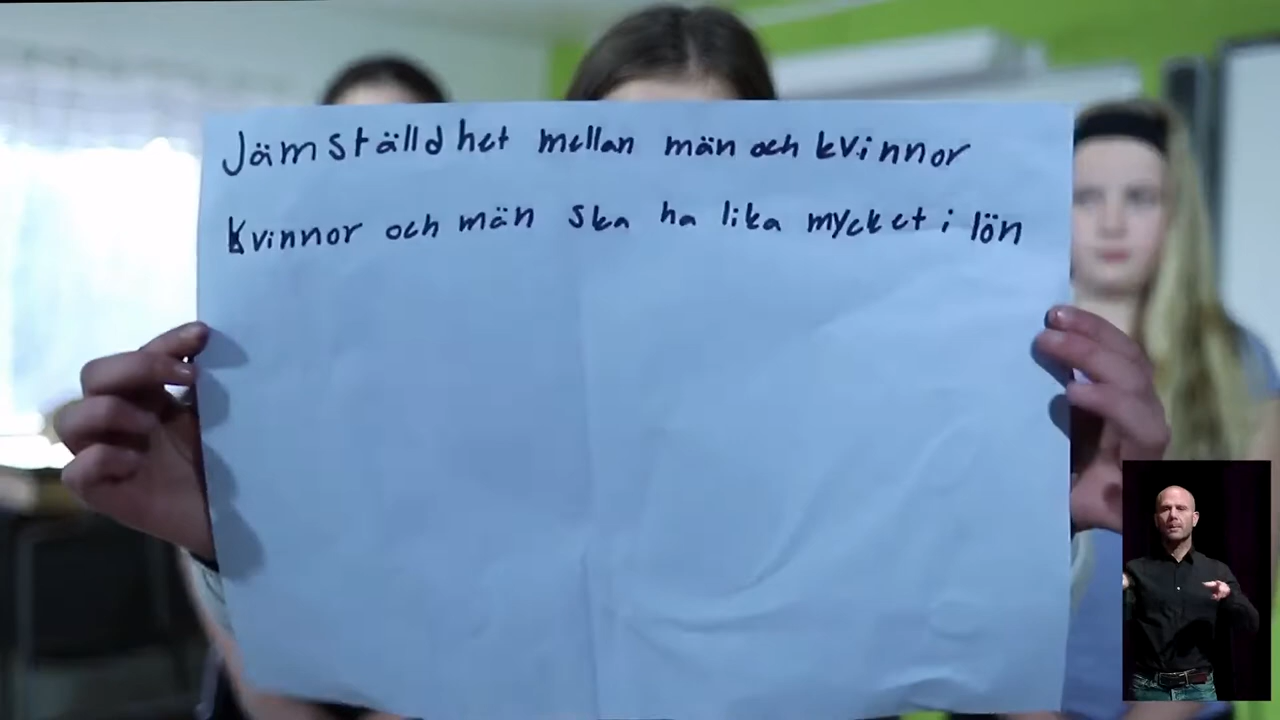 Jämställdhet mellan män och kvinnor
Kvinnor och män ska ha lika mycket i lön